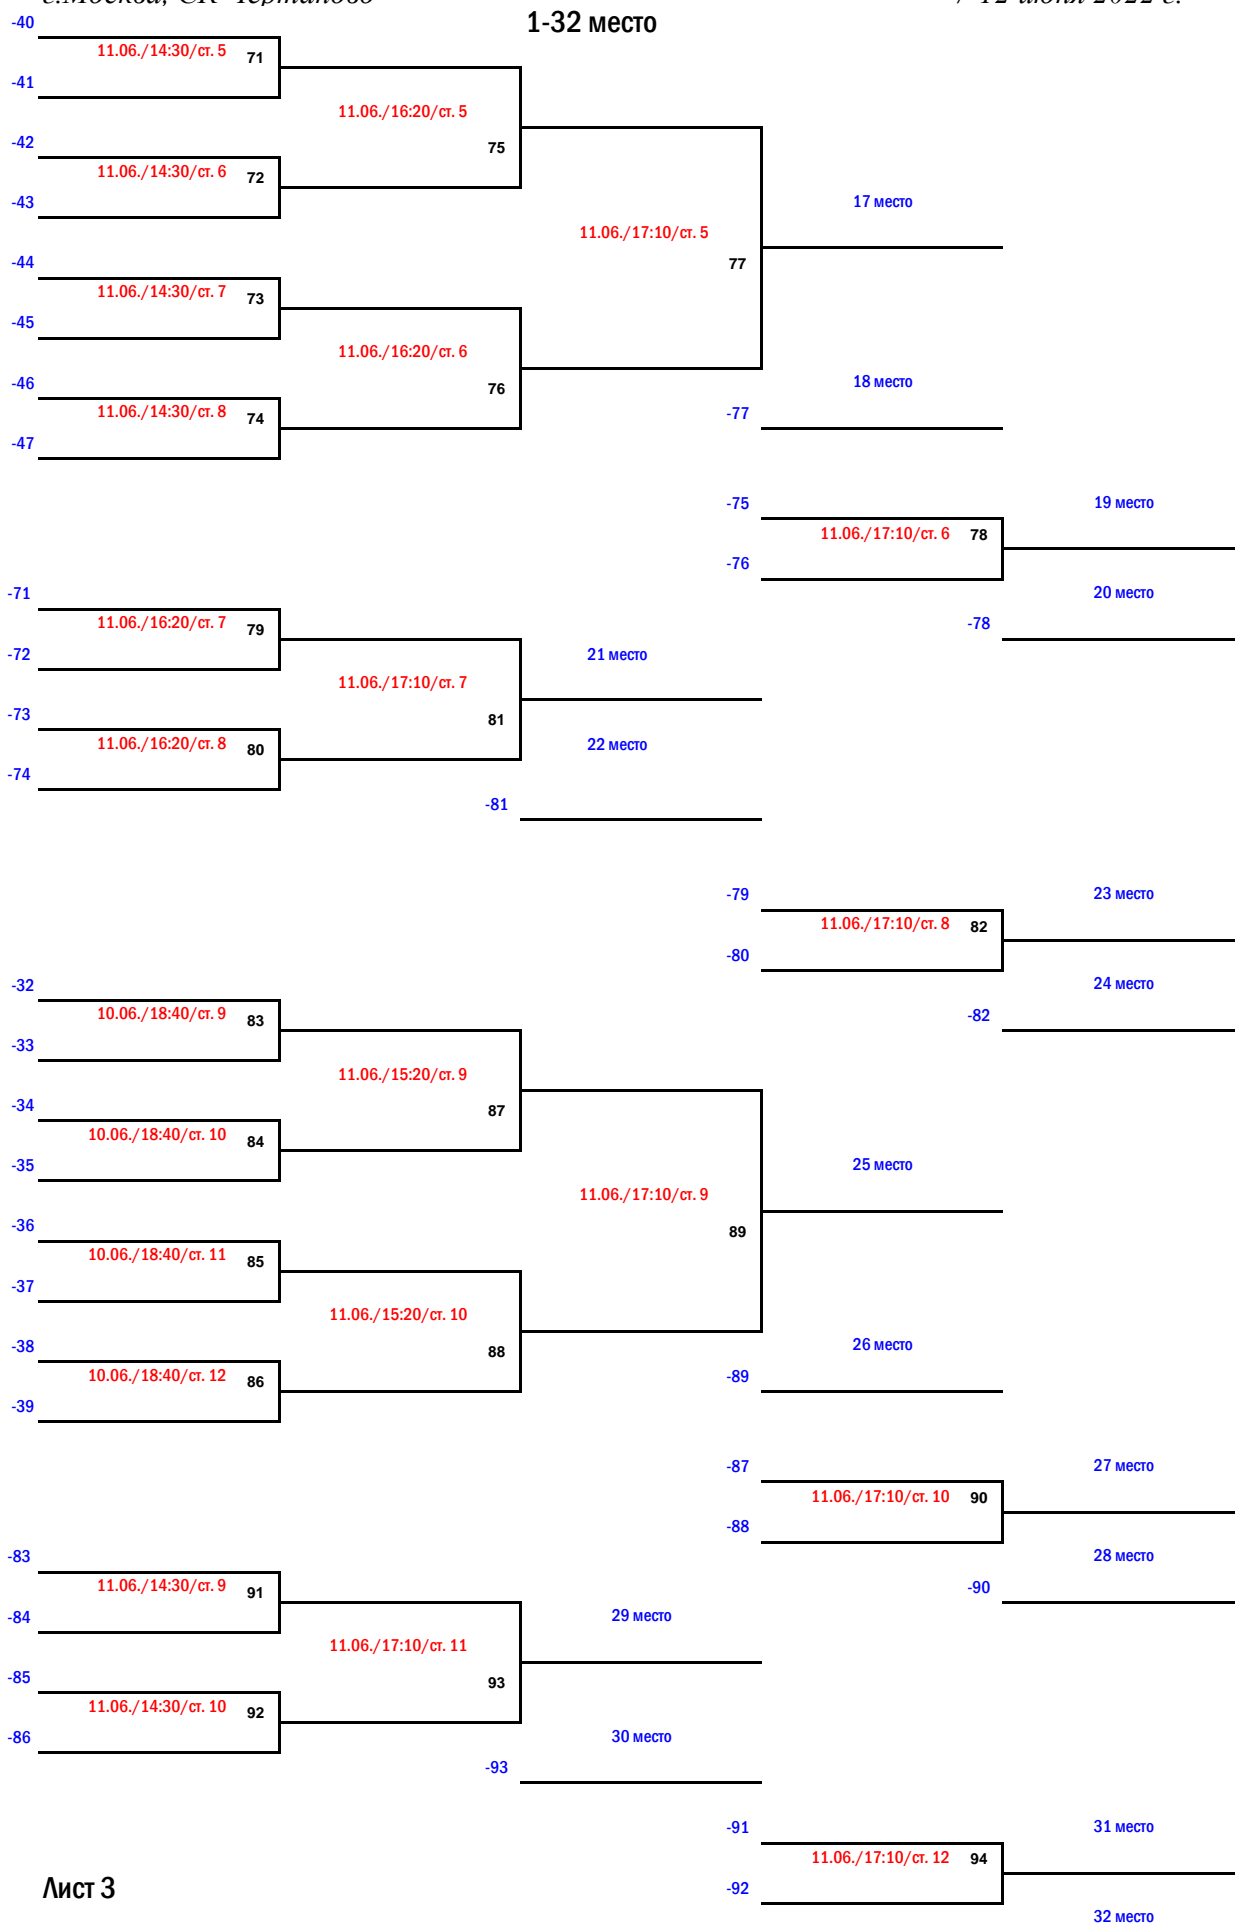 г.Москва, СК "Чертаново"
7-12 июня 2022 г.
1-32 место
-40
11.06./14:30/ст. 5 71
-41
11.06./16:20/ст. 5
75
-42
11.06./14:30/ст. 6 72
-43
17 место
11.06./17:10/ст. 5
77
-44
11.06./14:30/ст. 7 73
-45
11.06./16:20/ст. 6
76
-46
11.06./14:30/ст. 8 74
-47
18 место
-77
-75
19 место
11.06./17:10/ст. 6 78
-76
20 место
-78
-71
11.06./16:20/ст. 7 79
-72
21 место
11.06./17:10/ст. 7
81
-73
11.06./16:20/ст. 8 80
-74
22 место
-81
-79
23 место
11.06./17:10/ст. 8 82
-80
24 место
-82
-32
10.06./18:40/ст. 9 83
-33
11.06./15:20/ст. 9
87
-34
10.06./18:40/ст. 10 84
-35
25 место
11.06./17:10/ст. 9
89
-36
10.06./18:40/ст. 11 85
-37
11.06./15:20/ст. 10
88
-38
10.06./18:40/ст. 12 86
-39
26 место
-89
-87
27 место
11.06./17:10/ст. 10 90
-88
28 место
-90
-83
11.06./14:30/ст. 9 91
-84
29 место
11.06./17:10/ст. 11
93
-85
11.06./14:30/ст. 10 92
-86
30 место
-93
-91
31 место
11.06./17:10/ст. 12 94
-92
32 место
Лист 3